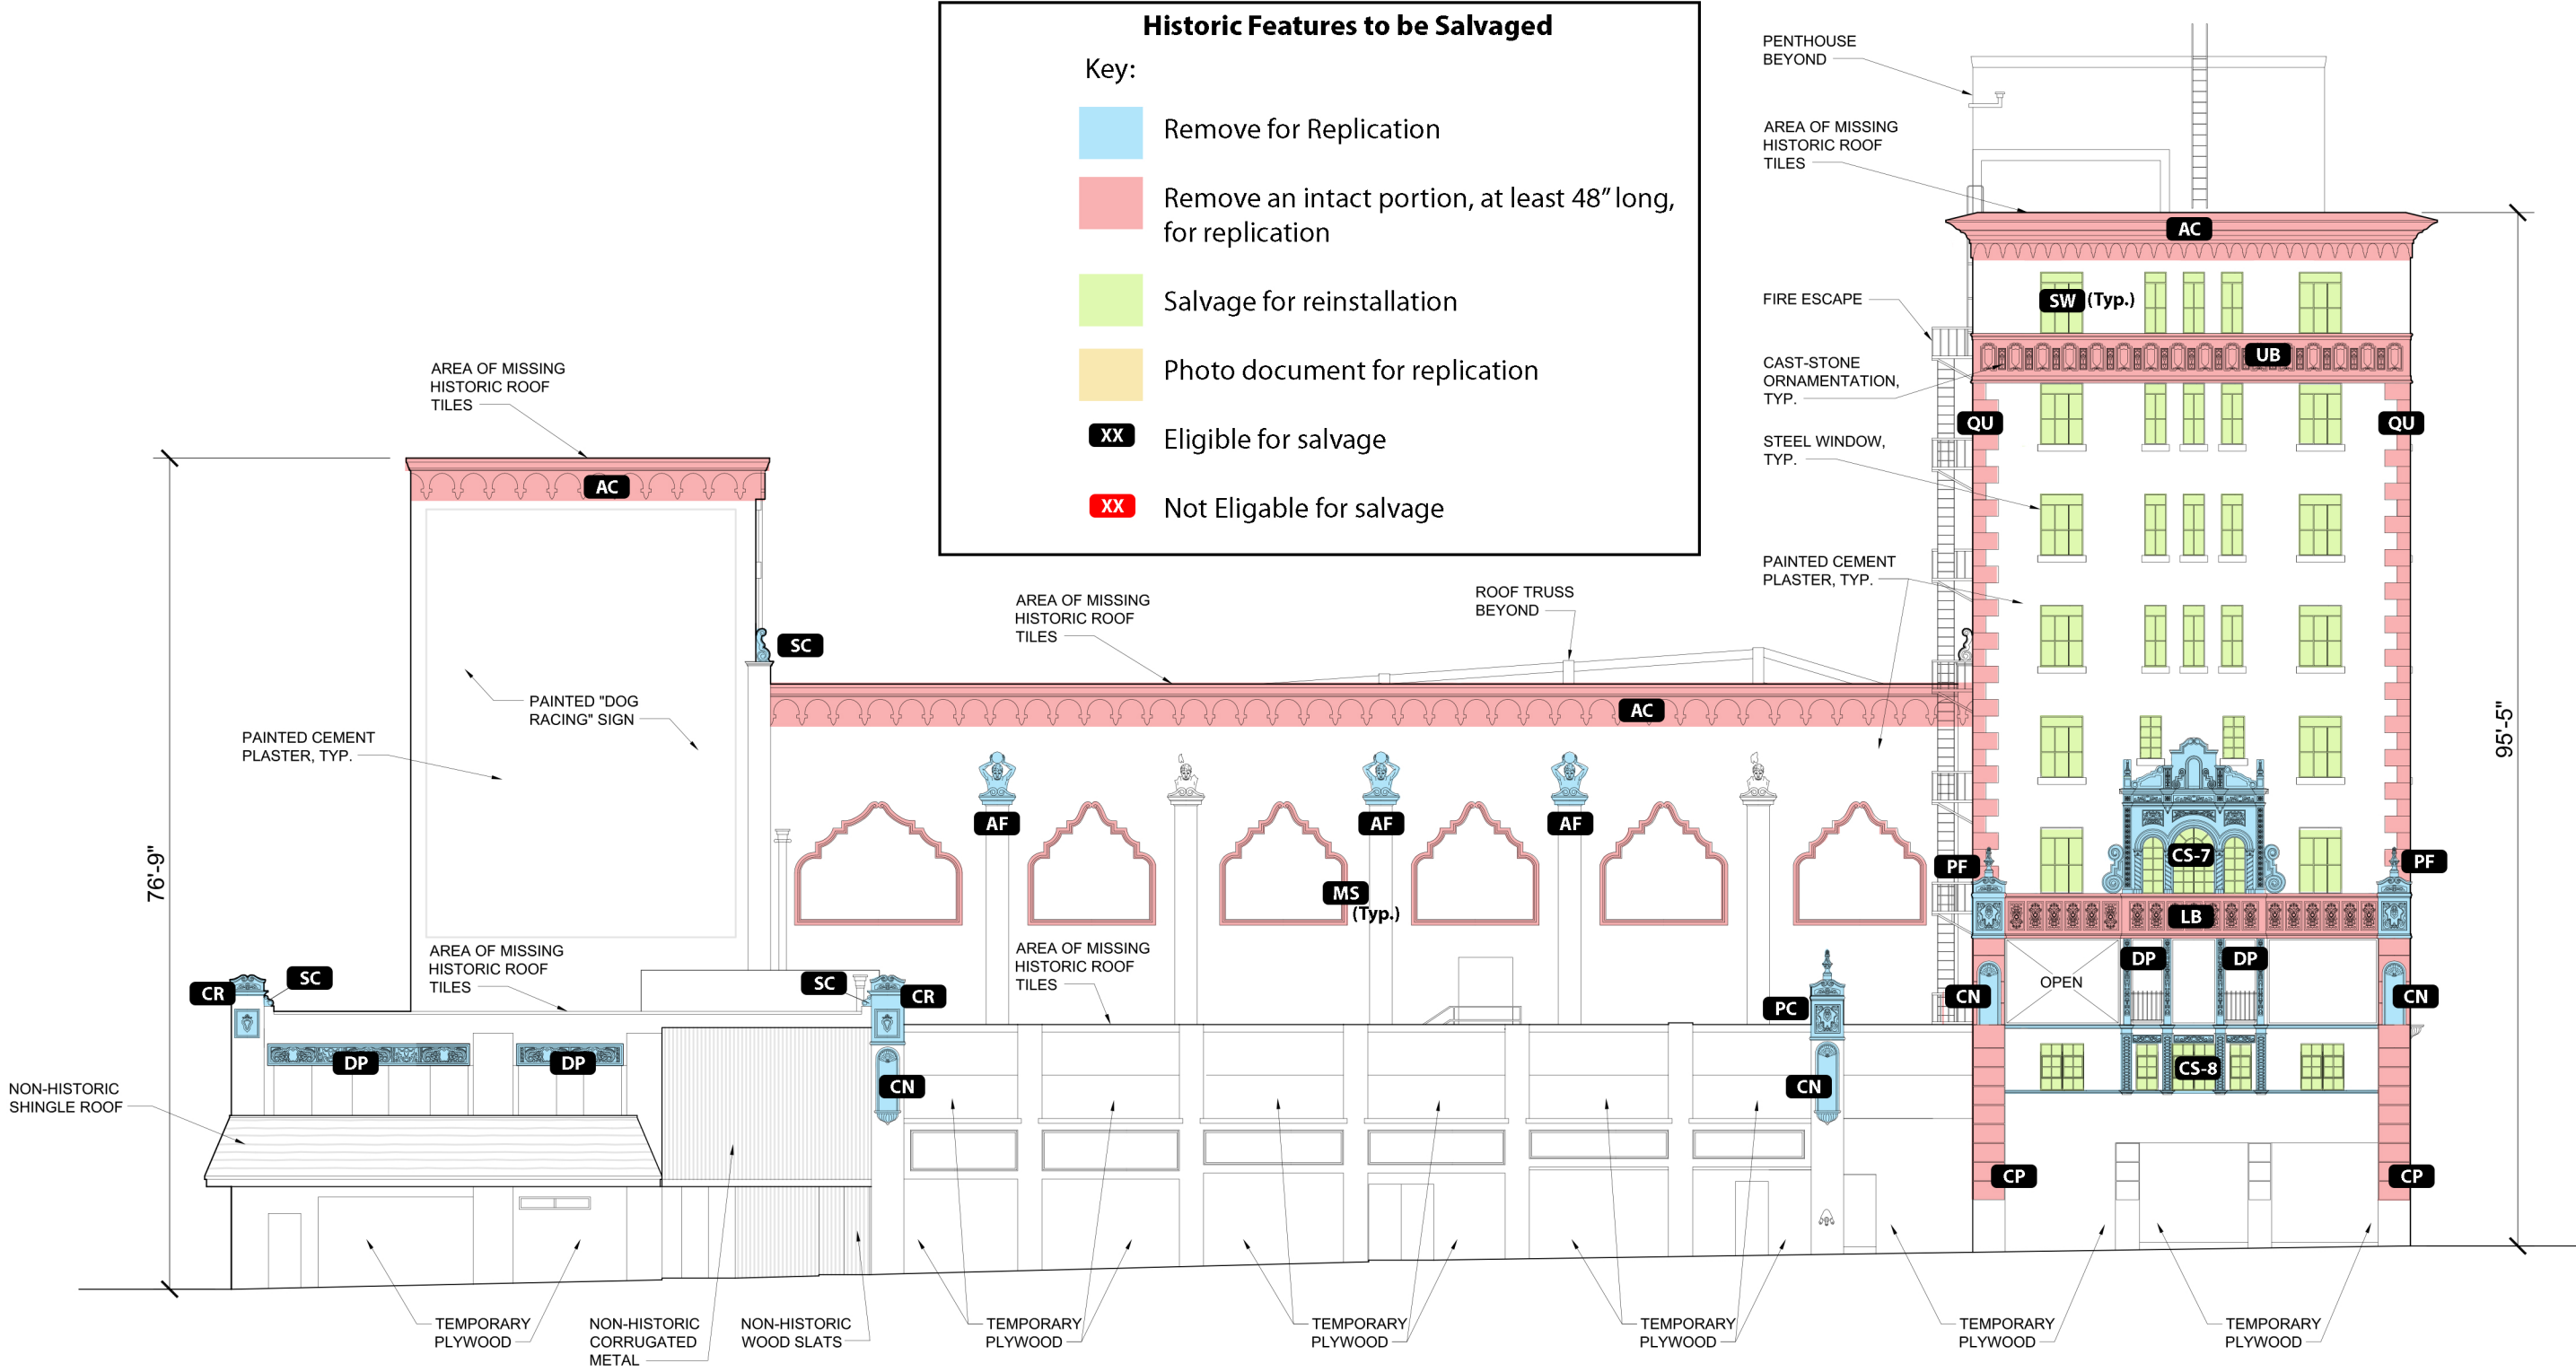 Historic Features to be Salvaged
Key:
Remove for Replication
Remove an intact portion, at least 48” long,
for replication
Salvage for reinstallation
Photo document for replication
XX
Eligible for salvage
XX
Not Eligable for salvage
PENTHOUSE
BEYOND
AREA OF MISSING
HISTORIC ROOF
TILES
AC
FIRE ESCAPE
SW
(Typ.)
CAST-STONE
ORNAMENTATION,
TYP.
UB
QU
QU
STEEL WINDOW,
TYP.
PAINTED CEMENT
PLASTER, TYP.
95'-5"
AREA OF MISSING
HISTORIC ROOF
TILES
AC
SC
PAINTED "DOG
RACING" SIGN
PAINTED CEMENT
PLASTER, TYP.
76'-9"
AREA OF MISSING
HISTORIC ROOF
TILES
ROOF TRUSS
BEYOND
AC
AF
AF
AF
MS
(Typ.)
PF
CS-7
PF
LB
AREA OF MISSING
HISTORIC ROOF
TILES
AREA OF MISSING
HISTORIC ROOF
TILES
CR
SC
SC
CR
PC
CN
OPEN
DP
DP
CN
DP
DP
CN
CN
CS-8
NON-HISTORIC
SHINGLE ROOF
CP
CP
TEMPORARY
PLYWOOD
NON-HISTORIC
CORRUGATED
METAL
NON-HISTORIC
WOOD SLATS
TEMPORARY
PLYWOOD
TEMPORARY
PLYWOOD
TEMPORARY
PLYWOOD
TEMPORARY
PLYWOOD
TEMPORARY
PLYWOOD